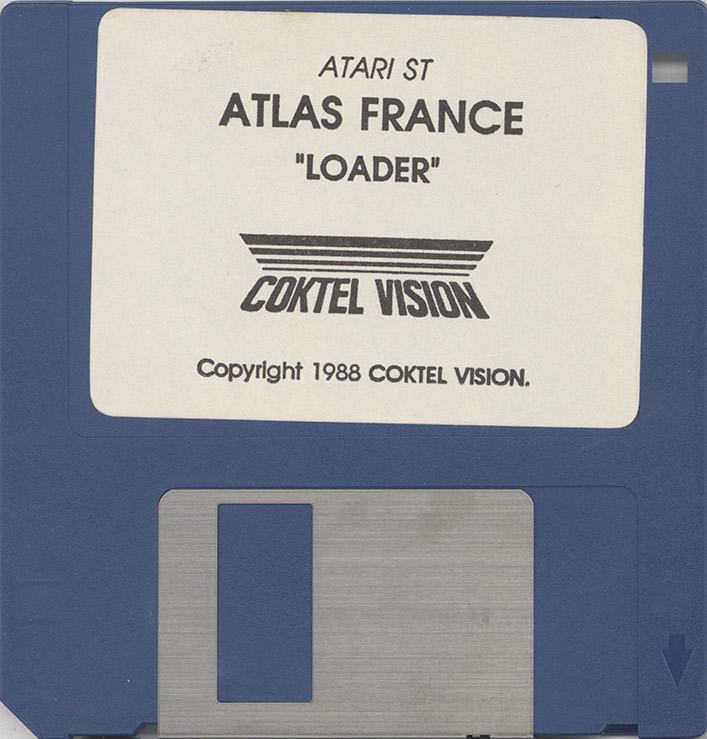 ATARI ST
ATLAS FRANCE
"LOADER"
COKTEL VISION
Copyright 1988 COKTEL VISION.